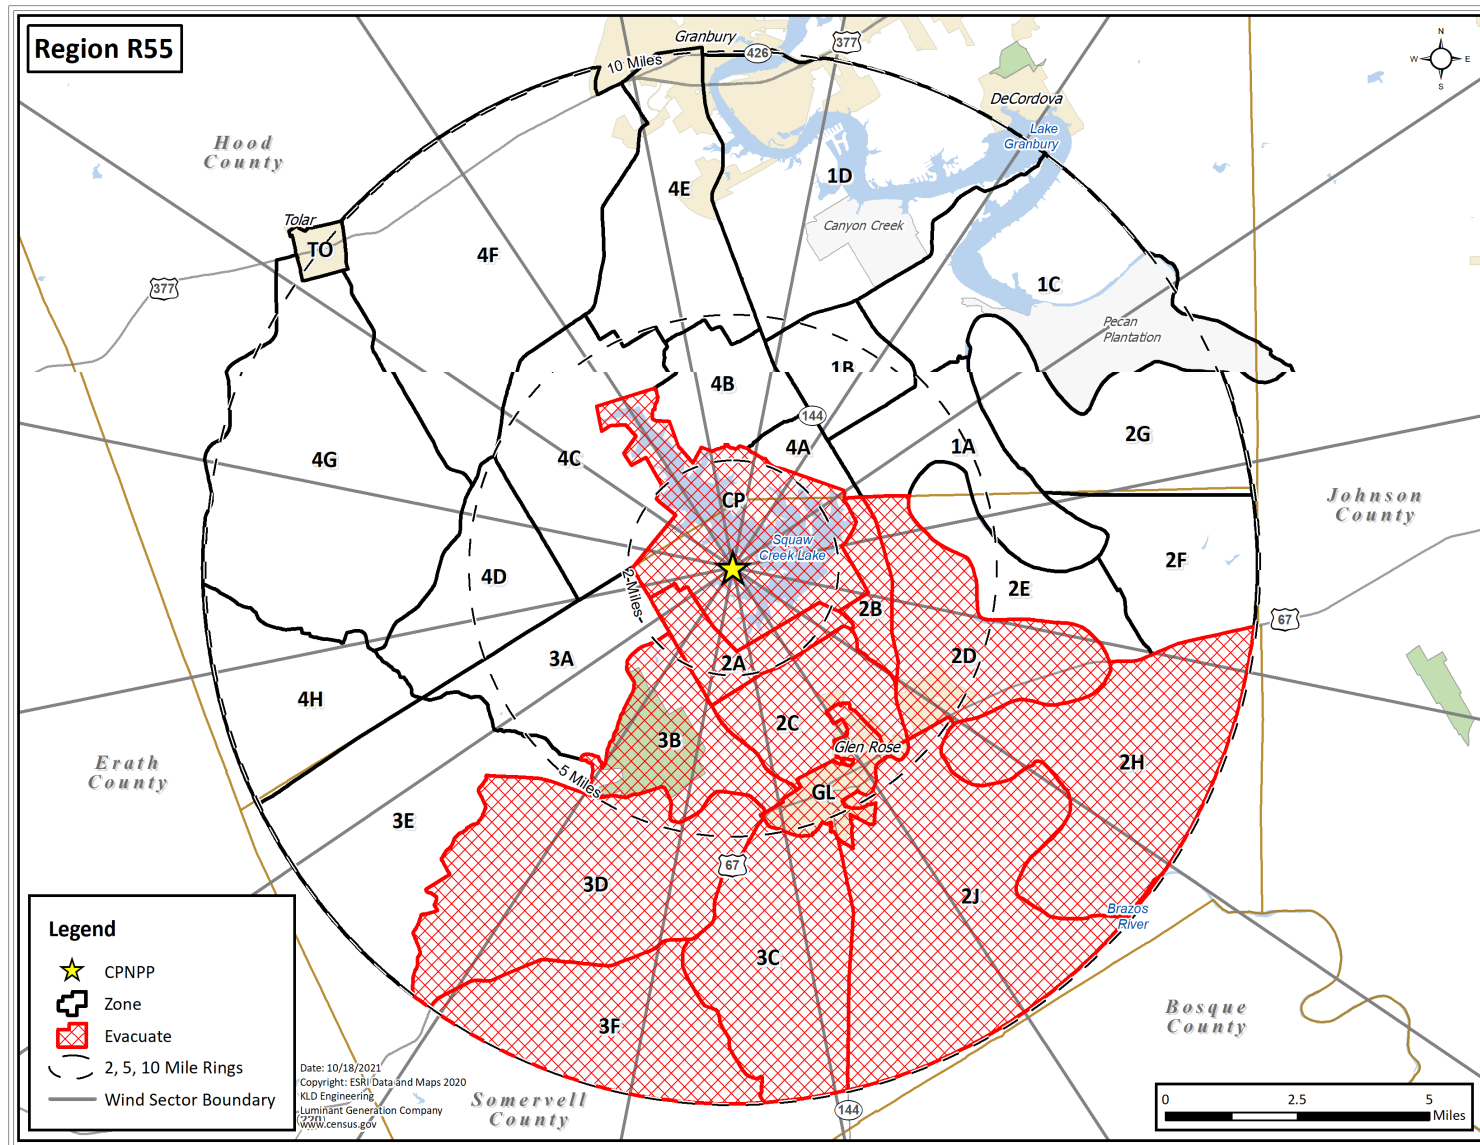 Region R55
Granbury
426
377
10 Miles
N
W
E
S
DeCordova
Lake
Granbury
Hood
County
4E
1D
Tolar
TO
Canyon Creek
4F
377
1C
Pecan
Plantation
1B
4B
144
2G
4G
4C
4A
1A
CP
Johnson
County
Squaw
Creek Lake
2F
4D
2 Miles
2E
2B
67
3A
2A
2D
4H
2C
3B
Glen Rose
2H
Erath
County
5 Miles
GL
3E
67
3D
2J
Brazos
River
3C
Bosque
County
3F
Legend
CPNPP
Zone
Evacuate
2, 5, 10 Mile Rings
Wind Sector Boundary
Date: 10/18/2021
Copyright: ESRI Data and Maps 2020
KLD Engineering
Luminant Generation Company
www.census.gov
Somervell
County
144
0
2.5
5
Miles